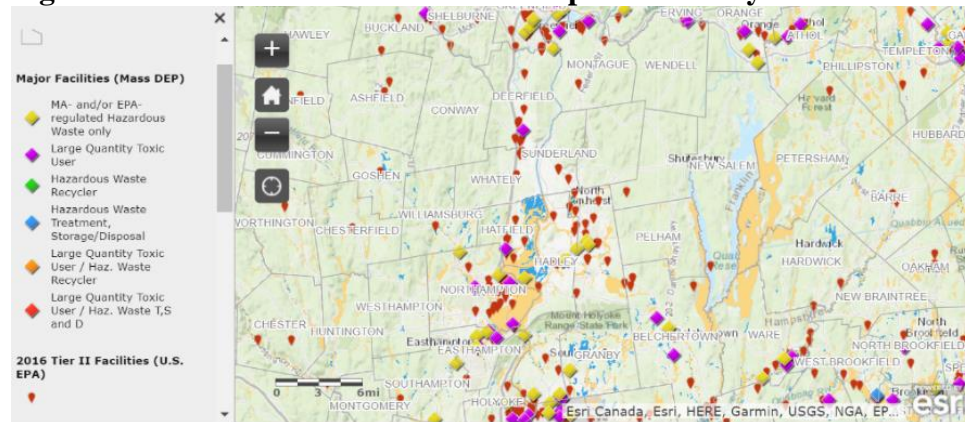 Major Facilities (Mass DEP)
MA- and/or EPA-
regulated Hazardous
Waste only
Large Quantity Toxic
User
Hazardous Waste
Recycler
Hazardous Waste
Treatment,
Storage/Disposal
Large Quantity Toxic
User / Haz. Waste
Recycler
Large Quantity Toxic
User / Haz. Waste T,S
and D
2016 Tier II Facilities (U.S.
EPA)
SHELBURNE
ERVING
ORANGE
HAWLEY
BUCKLAND
Orange
ATHOL
TEMPLETON
MONTAGUE
WENDELL
PHILLIPSTON
ASHFIELD
DEERFIELD
CONWAY
Harvard
Forest
HUBBARD
SUNDERLAND
CUMMINGTON
Shutesbury
NEW SALEM
PETERSHAM
GOSHEN
WHATELY
North
Amherst
BARRE
WORTHINGTON
CHESTERFIELD
WILLIAMSBURG
HATFIELD
PELHAM
Hardwick
HADLEY
HARDWICK
OAKHAM
NORTHAMPTON
NEW BRAINTREE
WESTHAMPTON
Mount Holyoke
Range State Park
CHESTER
HUNTINGTON
Easthampton
EASTHAMPTON
BELCHERTOWN
WARE
North
Brookfield
NORTH BROOKFIELD
GRANBY
WEST BROOKFIELD
0 3 6mi
SOUTHAMPTON
MONTGOMERY
HOLYOKE
Esri Canada, Esri, HERE, Garmin, USGS, NGA, EP...
esri